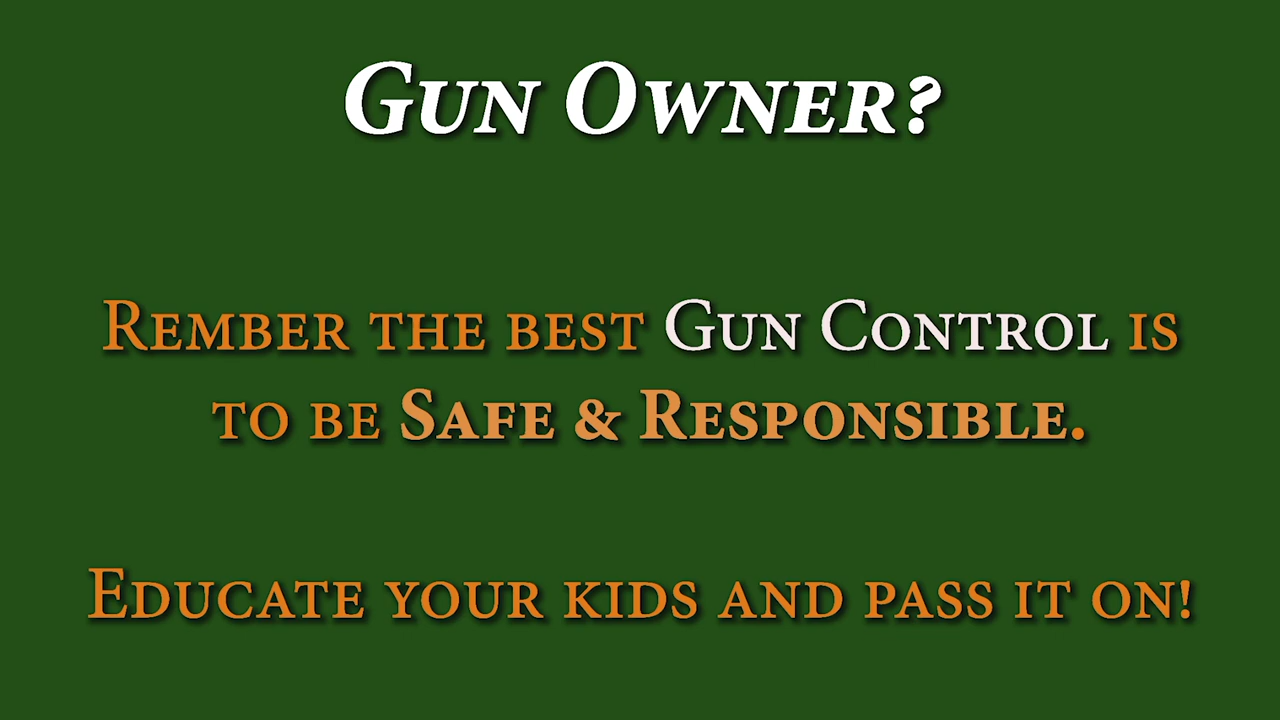 Gun Owner?
Rember the best Gun Control is
to be Safe & Responsible.
Educate your kids and pass it on!